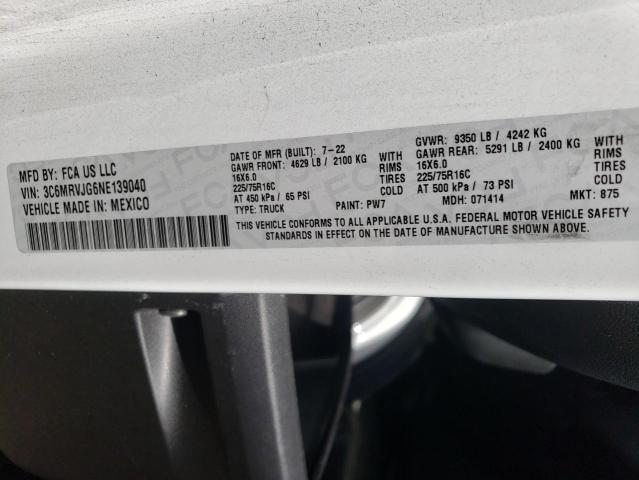 MFD BY: FCA US LLC
VIN: 3C6MRVJG6NE139040
VEHICLE MADE IN: MEXICO
DATE OF MFR (BUILT): 7-22
GVWR: 9350 LB / 4242 KG
GAWR FRONT: 4629 LB / 2100 KG WITH
GAWR REAR: 5291 LB / 2400 KG WITH
16X6.0 RIMS
16X6.0 RIMS
225/75R16C TIRES
225/75R16C TIRES
AT 450 kPa / 65 PSI COLD
AT 500 kPa / 73 PSI COLD
TYPE: TRUCK PAINT: PW7 MDH: 071414 MKT: 875
THIS VEHICLE CONFORMS TO ALL APPLICABLE U.S.A. FEDERAL MOTOR VEHICLE SAFETY
STANDARDS IN EFFECT ON THE DATE OF MANUFACTURE SHOWN ABOVE.